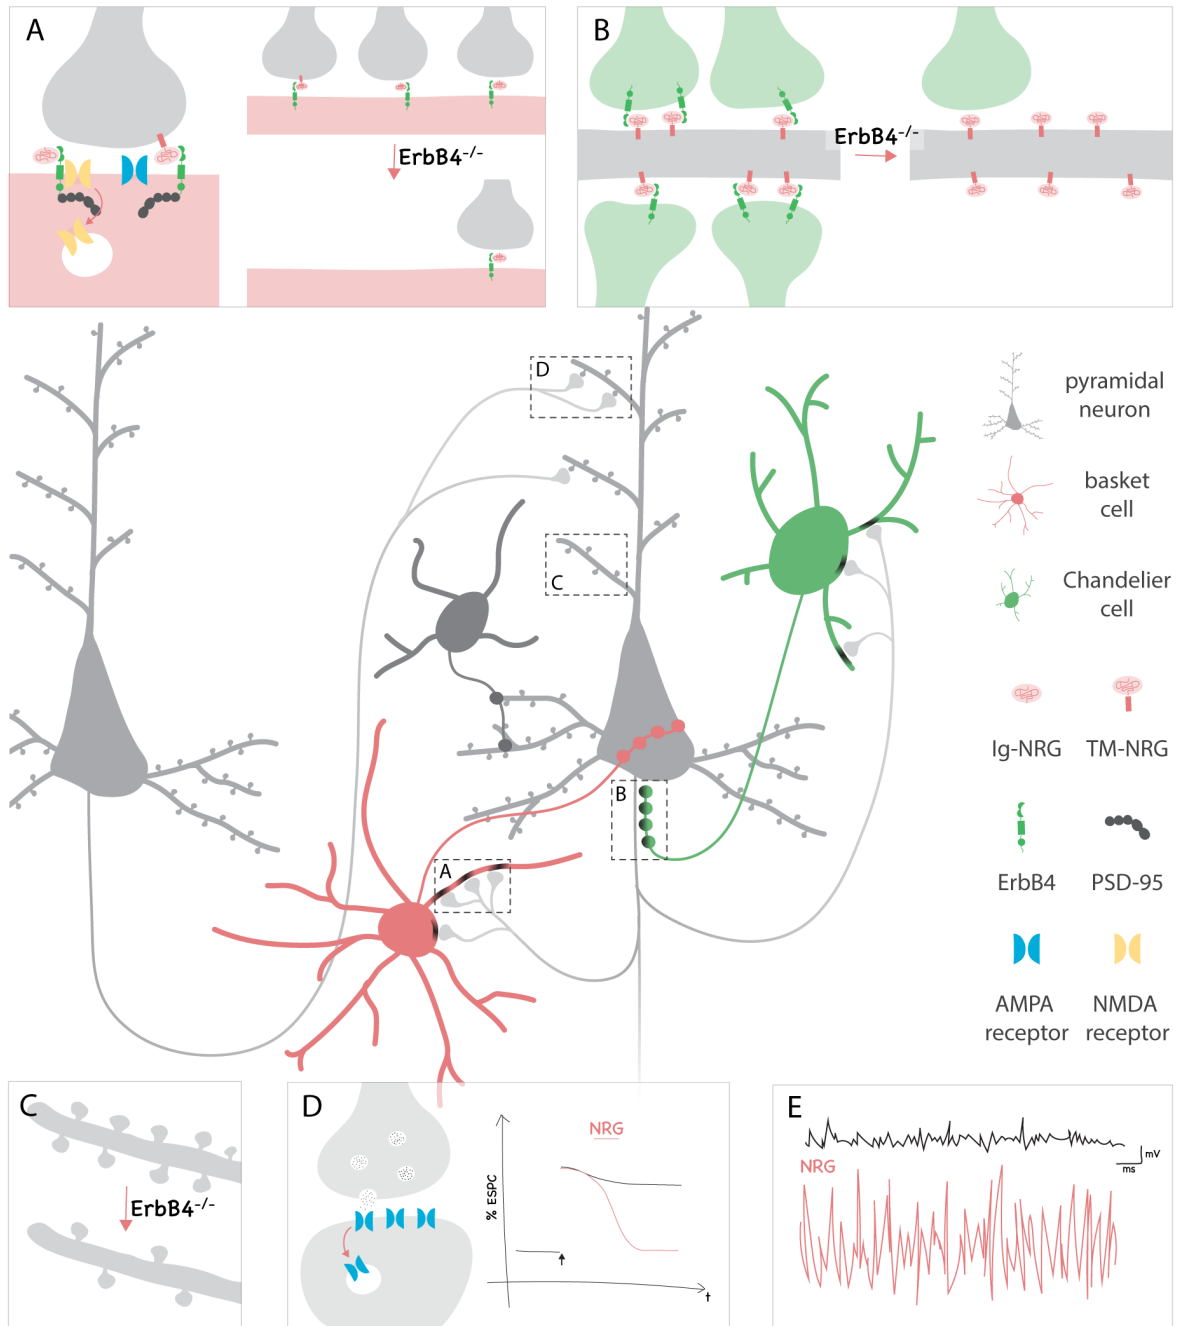 A
ErbB4-/-
B
ErbB4-/-
D
C
B
A
pyramidal
neuron
basket
cell
Chandelier
cell
Ig-NRG
TM-NRG
ErbB4
PSD-95
AMPA
receptor
NMDA
receptor
C
ErbB4-/-
D
NRG
% ESPC
t
E
mV
ms
NRG